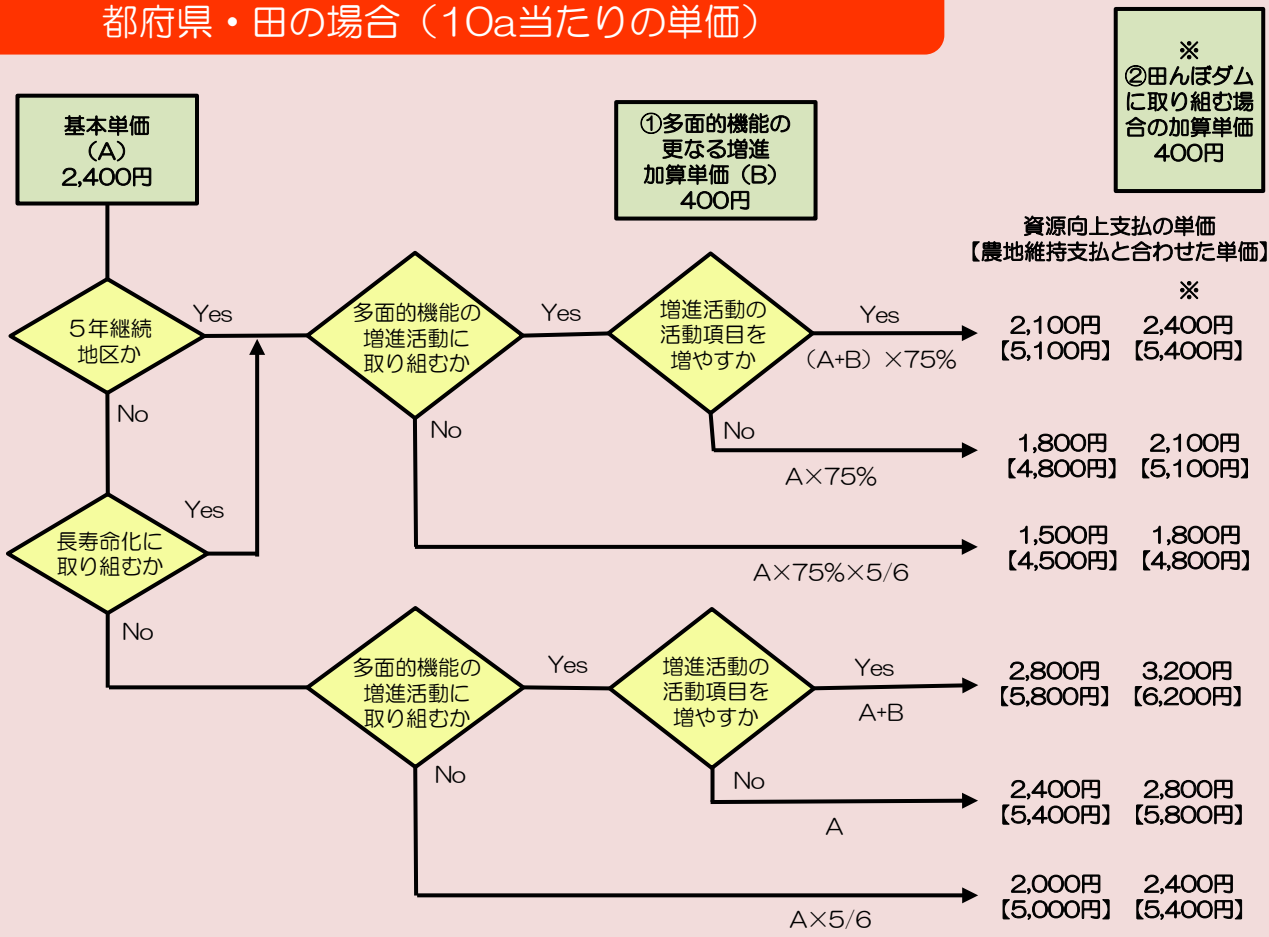 都府県・田の場合（10a当たりの単価）
※
②田んぼダム
に取り組む場
合の加算単価
400円
基本単価
（A）
2,400円
①多面的機能の
更なる増進
加算単価（B）
400円
資源向上支払の単価
【農地維持支払と合わせた単価】
※
５年継続
地区か
Yes
No
多面的機能の
増進活動に
取り組むか
Yes
No
増進活動の
活動項目を
増やすか
Yes
（A+B）×75%
2,100円 2,400円
【5,100円】【5,400円】
No
A×75%
1,800円 2,100円
【4,800円】【5,100円】
長寿命化に
取り組むか
Yes
No
A×75%×5/6
1,500円 1,800円
【4,500円】【4,800円】
多面的機能の
増進活動に
取り組むか
Yes
No
増進活動の
活動項目を
増やすか
Yes
A+B
2,800円 3,200円
【5,800円】【6,200円】
No
A
2,400円 2,800円
【5,400円】【5,800円】
A×5/6
2,000円 2,400円
【5,000円】【5,400円】